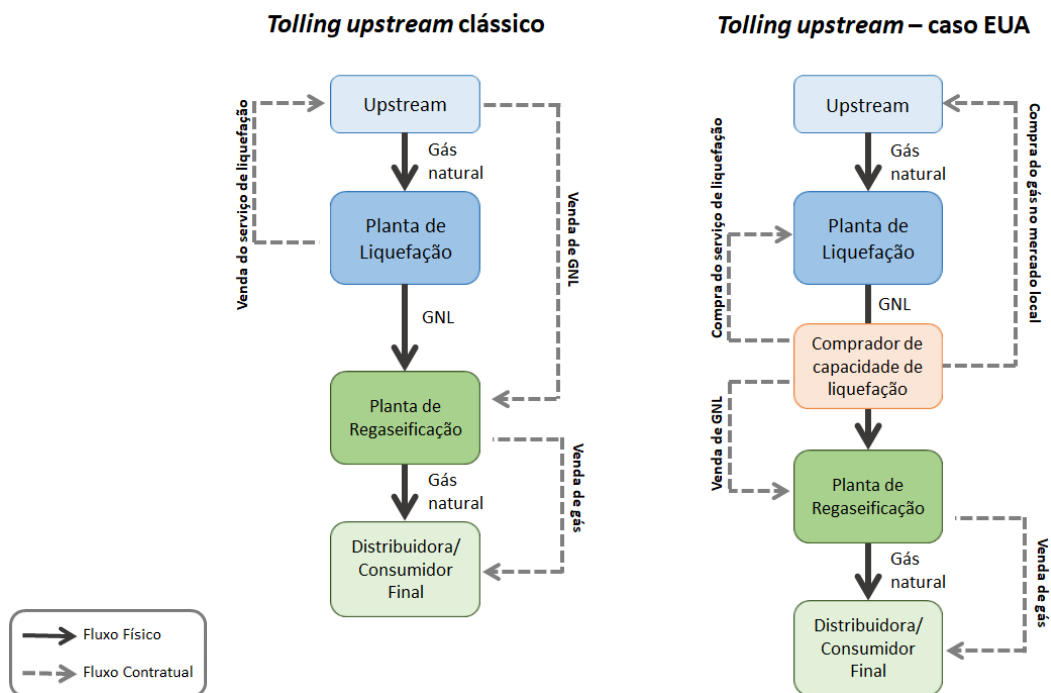 Tolling upstream clássico
Upstream
Venda do serviço de liquefação
Gás
natural
Planta de
Liquefação
Venda de GNL
GNL
Planta de
Regaseificação
Gás
natural
Venda de gás
Distribuidora/
Consumidor
Final
Tolling upstream – caso EUA
Upstream
Compra do serviço de liquefação
Gás
natural
Compra do gás no mercado local
Planta de
Liquefação
GNL
Comprador de
capacidade de
liquefação
Venda de GNL
Planta de
Regaseificação
Gás
natural
Venda de gás
Distribuidora/
Consumidor
Final
Fluxo Físico
Fluxo Contratual